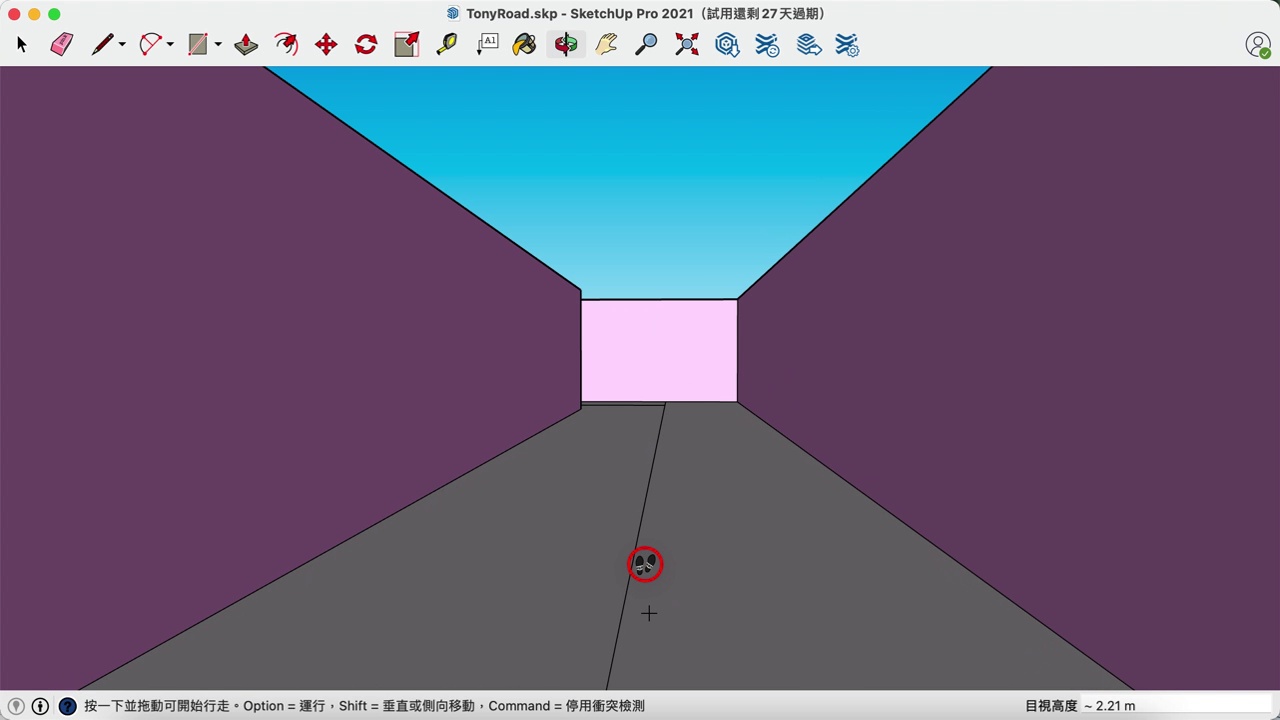 TonyRoad.skp - SketchUp Pro 2021（試用還剩 27 天過期）
A1
?
按一下並拖動可開始行走。Option = 運行，Shift = 垂直或側向移動，Command = 停用衝突檢測
目視高度 ~ 2.21 m